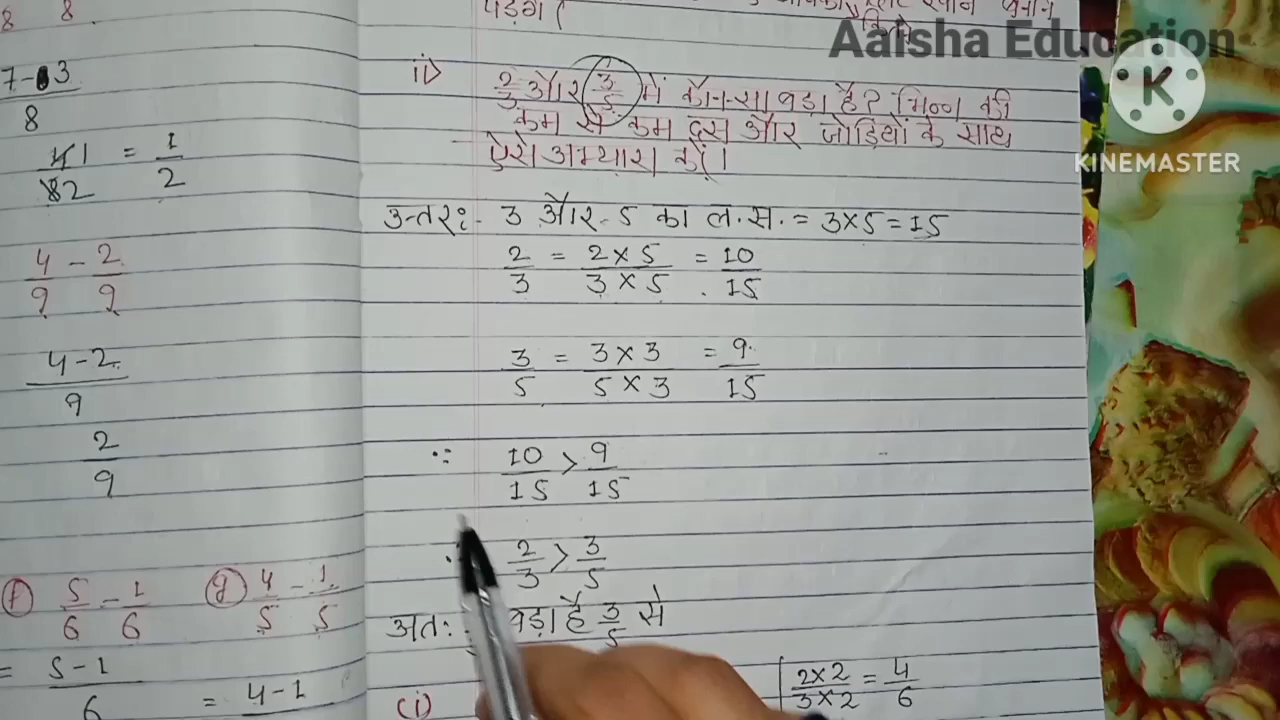 8 8
पड़ेगा।
Aaisha Education
KINEMASTER
7-3
8
41 = 1
82 2
4 - 2
9 9
4-2
9
2
9
(f) 5 - 1 (g) 4 - 1
6 6 5 5
= 5-1
6 = 4-1
ii> 2/3 और 3/5 में कौन-सा बड़ा है? भिन्न की
कम से कम दस और जोड़ियों के साथ
ऐसे अभ्यास करें।
उत्तर:- 3 और 5 का ल.स. = 3×5=15
2 = 2×5 = 10
3 3×5 15
3 = 3×3 = 9
5 5×3 15
∵ 10 > 9
15 15
2 > 3
3 5
अतः बड़ा है 3/5 से
(i)
2×2 = 4
3×2 6